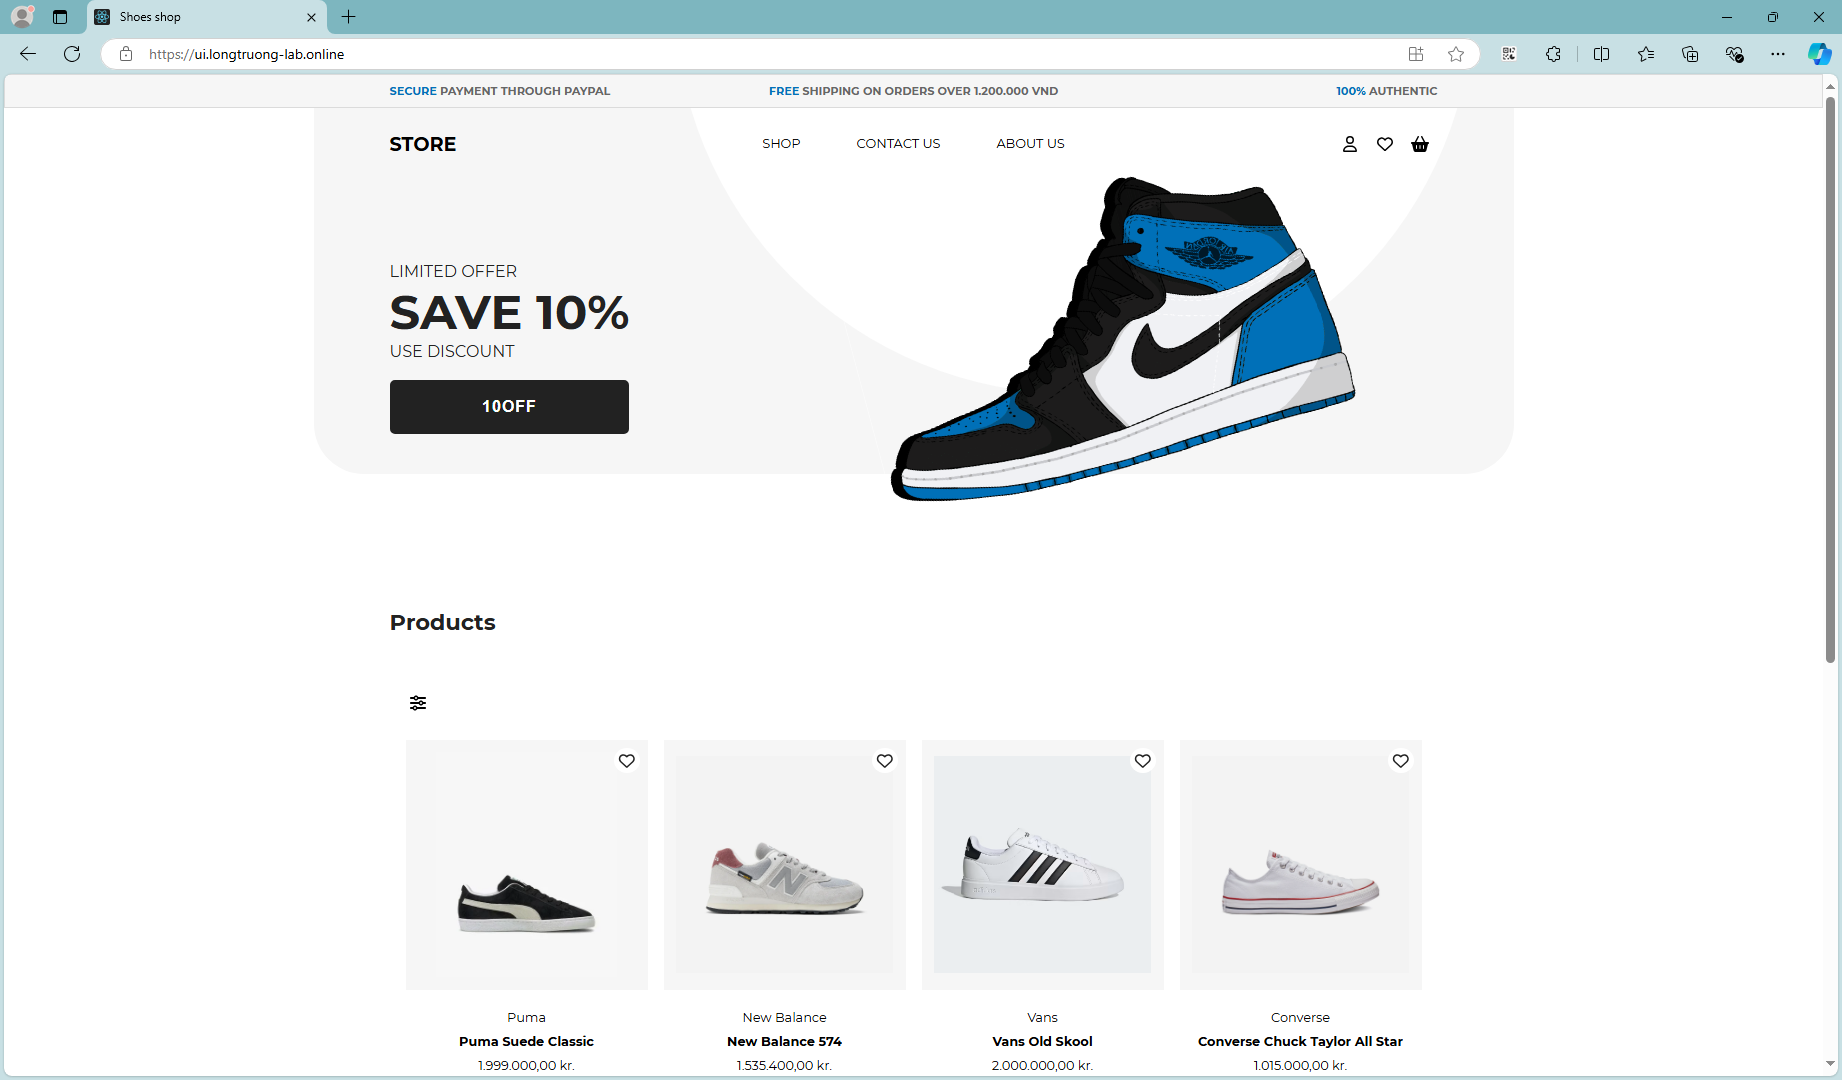 Shoes shop
https://ui.longtruong-lab.online
SECURE PAYMENT THROUGH PAYPAL
FREE SHIPPING ON ORDERS OVER 1.200.000 VND
100% AUTHENTIC
STORE
SHOP
CONTACT US
ABOUT US
LIMITED OFFER
SAVE 10%
USE DISCOUNT
10OFF
Products
Puma
Puma Suede Classic
1.999.000,00 kr.
New Balance
New Balance 574
1.535.400,00 kr.
Vans
Vans Old Skool
2.000.000,00 kr.
Converse
Converse Chuck Taylor All Star
1.015.000,00 kr.